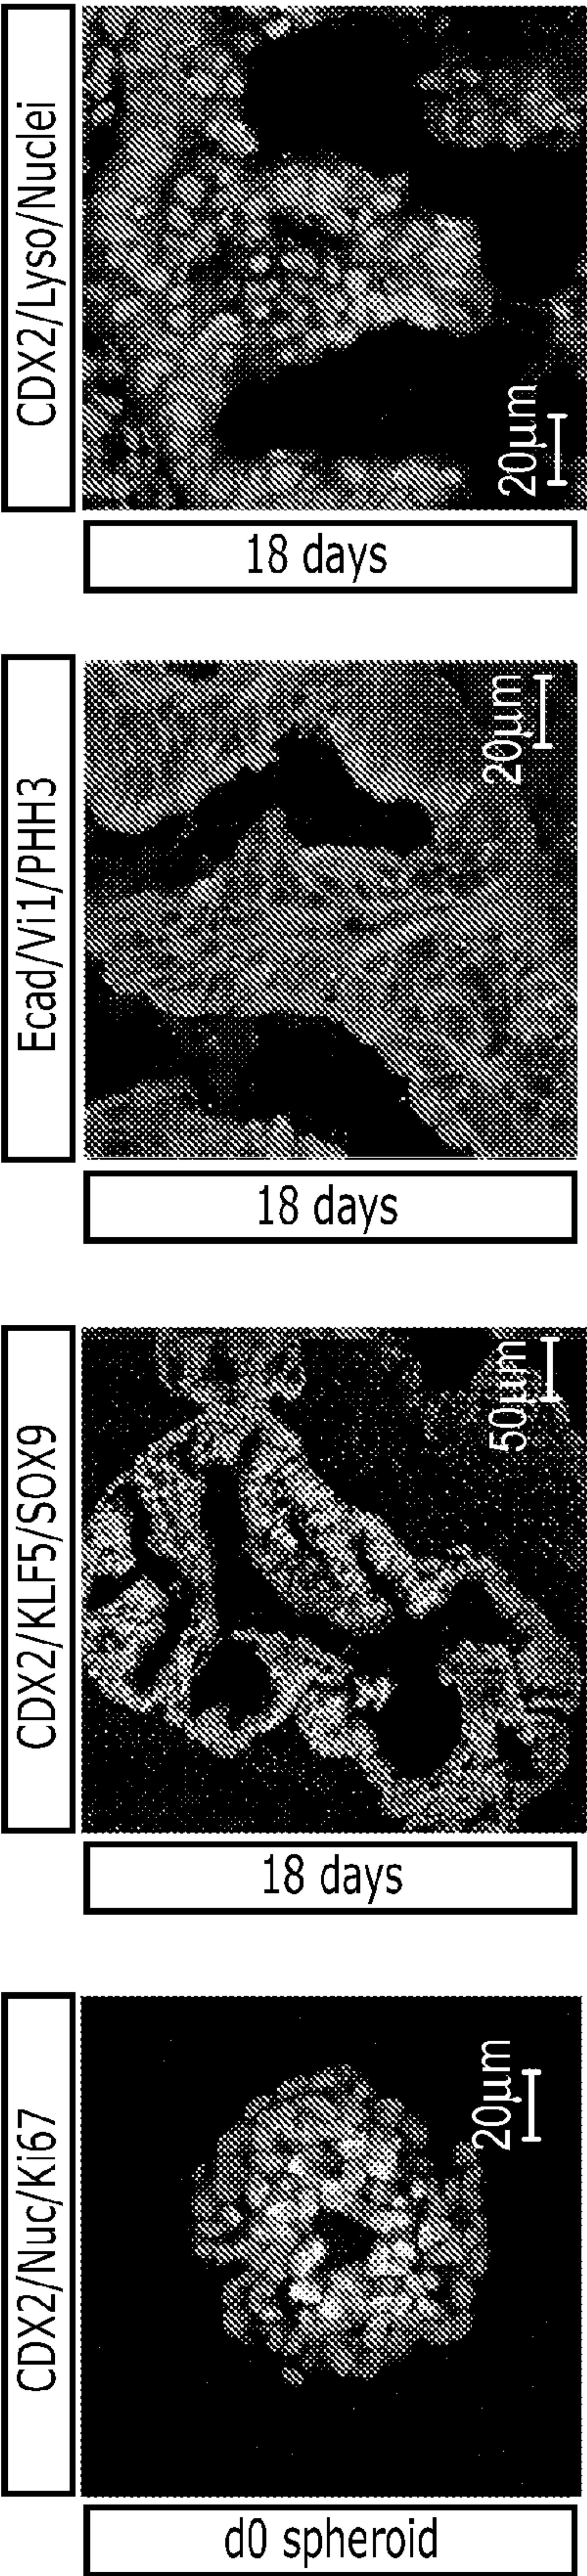 CDX2/Nuc/Ki67
d0 spheroid
20µm
CDX2/KLF5/SOX9
18 days
50µm
Ecad/Vi1/PHH3
18 days
20µm
CDX2/Lyso/Nuclei
18 days
20µm